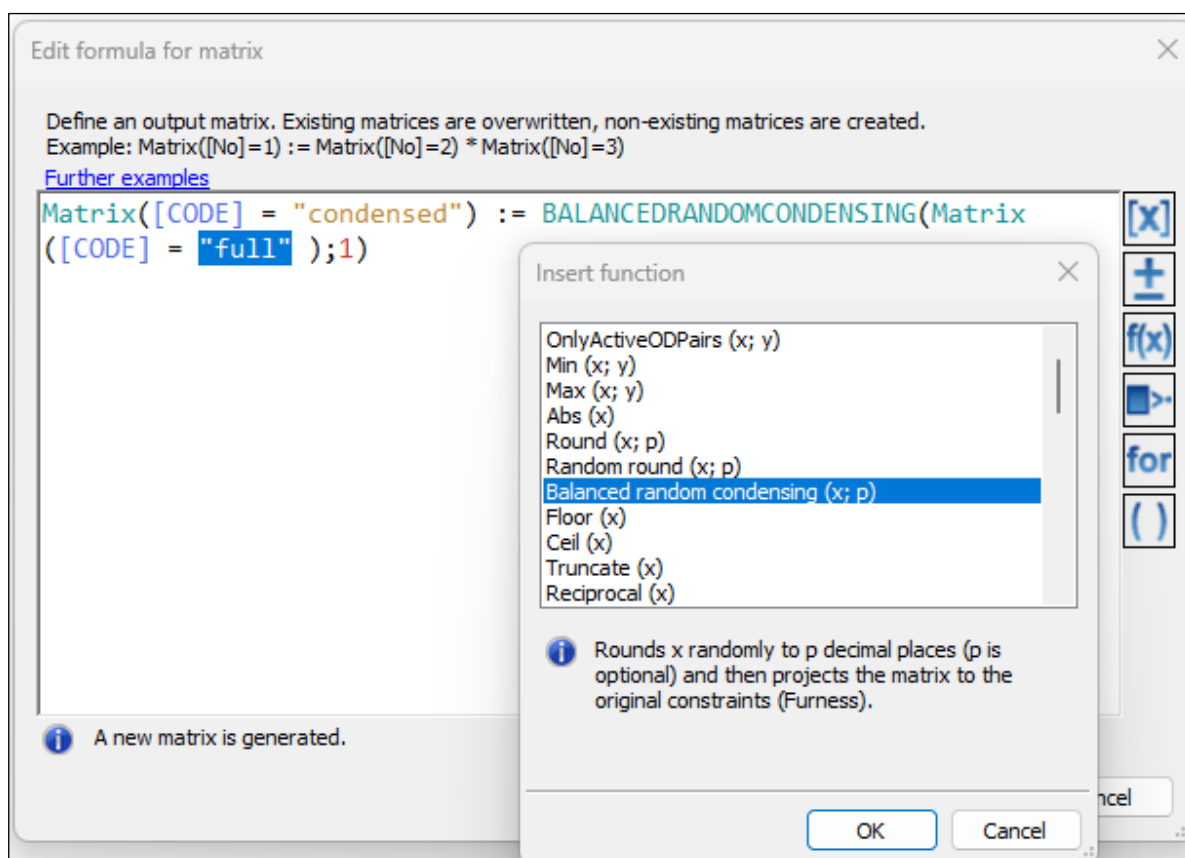 Edit formula for matrix
Define an output matrix. Existing matrices are overwritten, non-existing matrices are created.
Example: Matrix([No]=1) := Matrix([No]=2) * Matrix([No]=3)
Further examples
Matrix([CODE] = "condensed") := BALANCEDRANDOMCONDENSING(Matrix
([CODE] = "full" );1)
[x]
±
f(x)
for
( )
Insert function
OnlyActiveODPairs (x; y)
Min (x; y)
Max (x; y)
Abs (x)
Round (x; p)
Random round (x; p)
Balanced random condensing (x; p)
Floor (x)
Ceil (x)
Truncate (x)
Reciprocal (x)
Rounds x randomly to p decimal places (p is
optional) and then projects the matrix to the
original constraints (Furness).
OK
Cancel
A new matrix is generated.
ncel